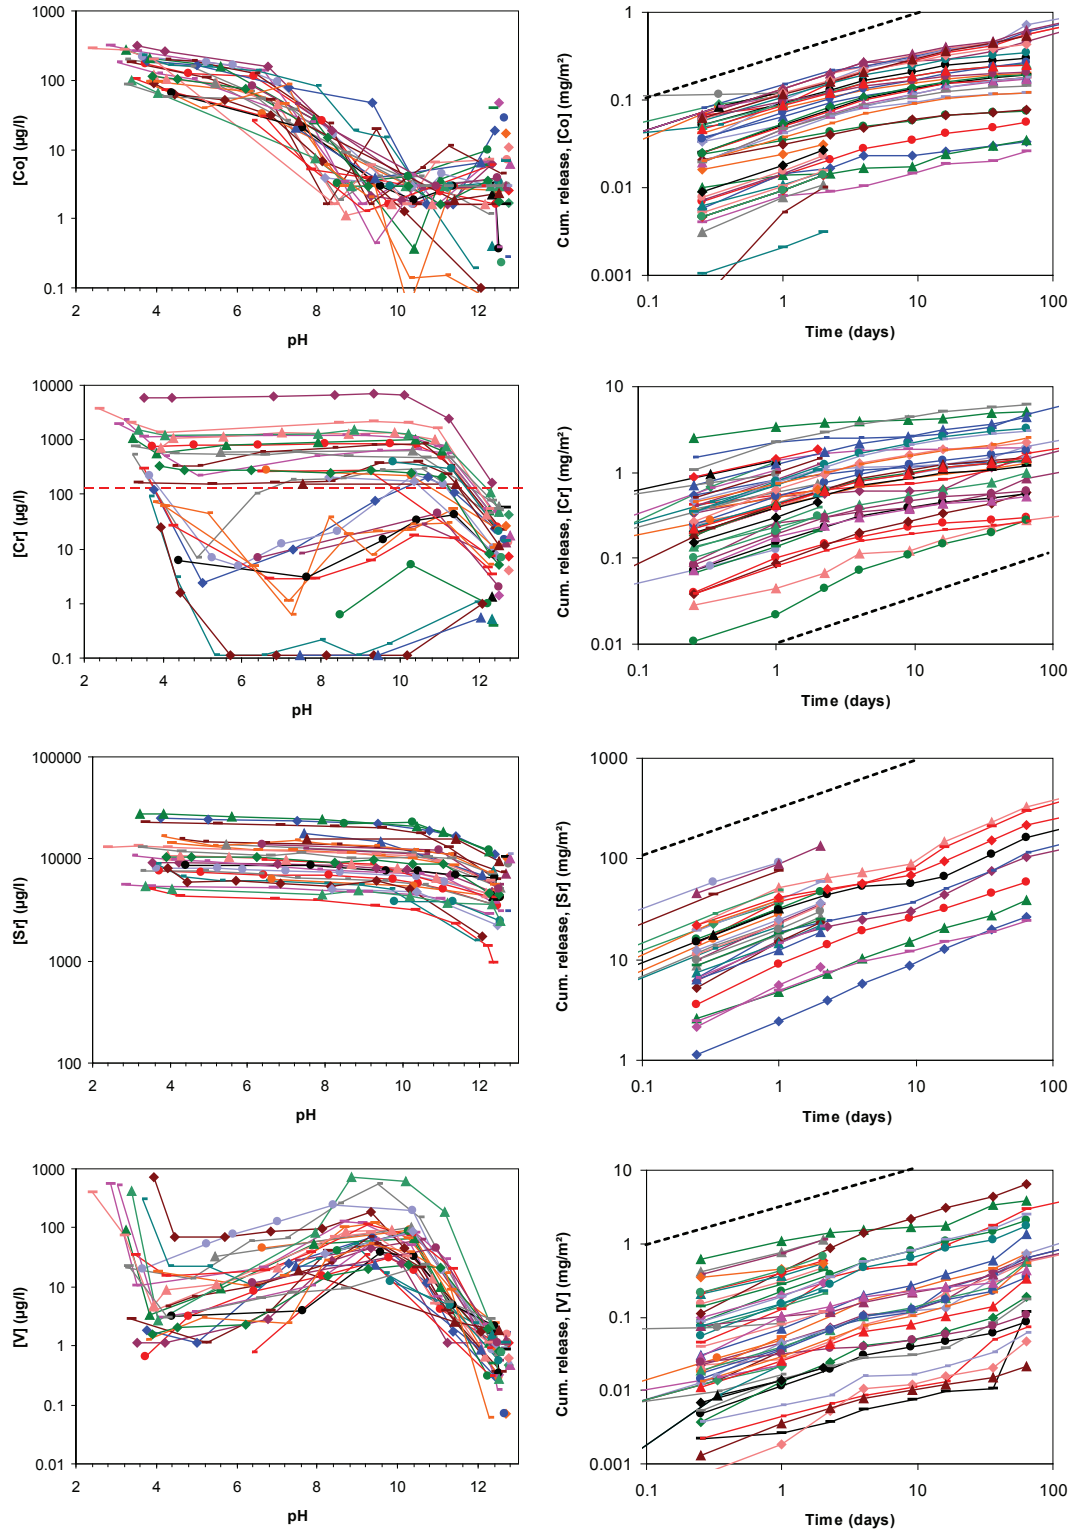 1000
100
10
1
0.1
[Co] (µg/l)
2 4 6 8 10 12
pH
1
0.1
0.01
0.001
Cum. release, [Co] (mg/m²)
0.1 1 10 100
Time (days)
10000
1000
100
10
1
0.1
[Cr] (µg/l)
2 4 6 8 10 12
pH
10
1
0.1
0.01
Cum. release, [Cr] (mg/m²)
0.1 1 10 100
Time (days)
100000
10000
1000
100
[Sr] (µg/l)
2 4 6 8 10 12
pH
1000
100
10
1
Cum. release, [Sr] (mg/m²)
0.1 1 10 100
Time (days)
1000
100
10
1
0.1
0.01
[V] (µg/l)
2 4 6 8 10 12
pH
10
1
0.1
0.01
0.001
Cum. release, [V] (mg/m²)
0.1 1 10 100
Time (days)